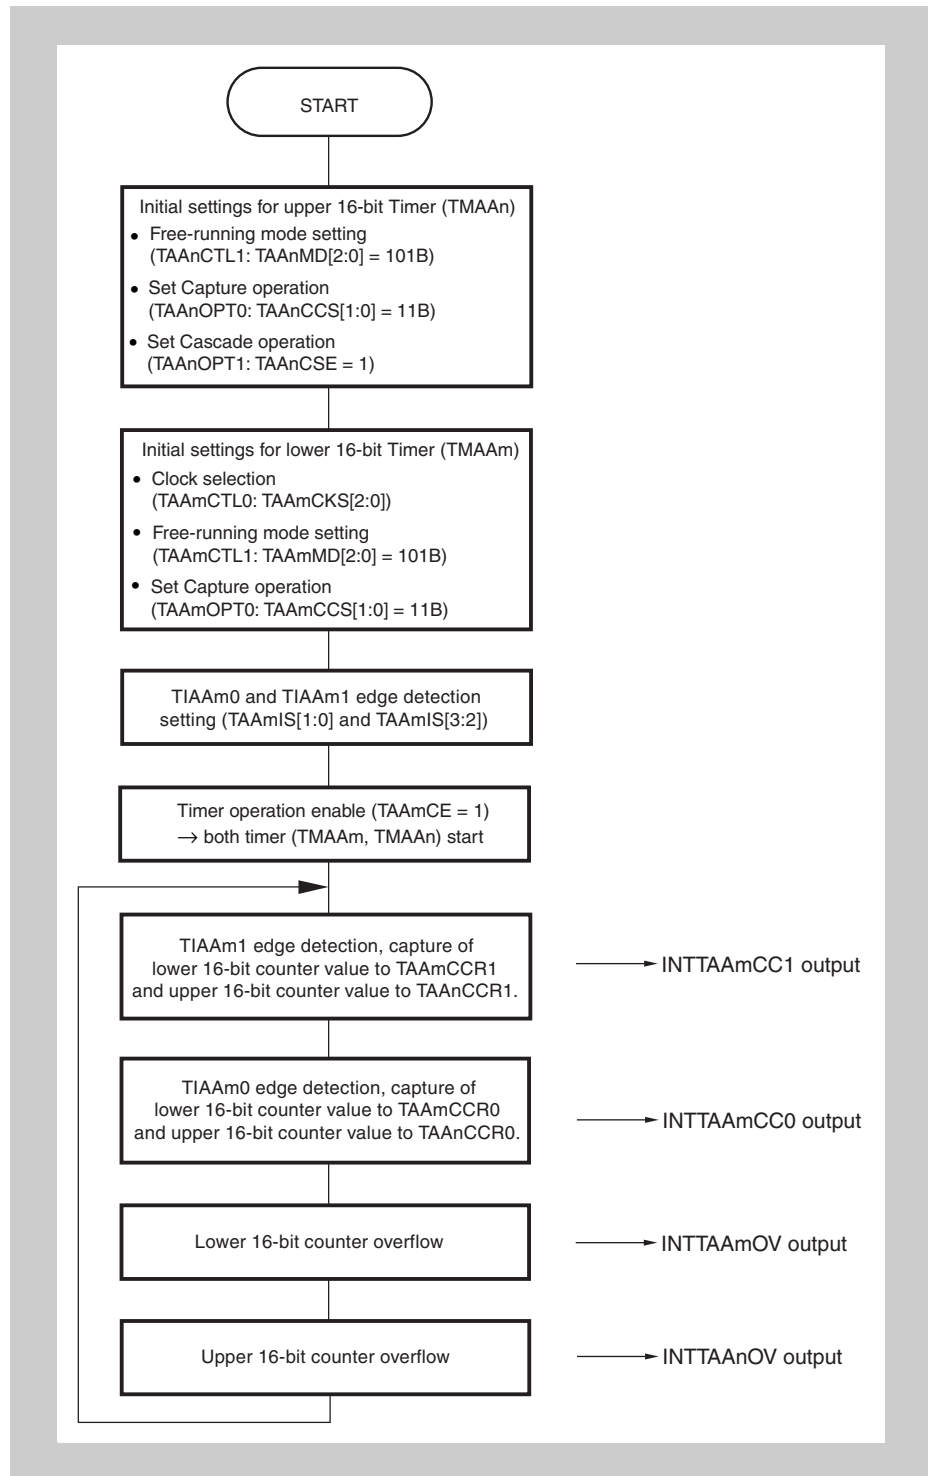 START
Initial settings for upper 16-bit Timer (TMAAn)
• Free-running mode setting
(TAAnCTL1: TAAnMD[2:0] = 101B)
• Set Capture operation
(TAAnOPT0: TAAnCCS[1:0] = 11B)
• Set Cascade operation
(TAAnOPT1: TAAnCSE = 1)
Initial settings for lower 16-bit Timer (TMAAm)
• Clock selection
(TAAmCTL0: TAAmCKS[2:0])
• Free-running mode setting
(TAAmCTL1: TAAmMD[2:0] = 101B)
• Set Capture operation
(TAAmOPT0: TAAmCCS[1:0] = 11B)
TIAAm0 and TIAAm1 edge detection
setting (TAAmIS[1:0] and TAAmIS[3:2])
Timer operation enable (TAAmCE = 1)
→ both timer (TMAAm, TMAAn) start
TIAAm1 edge detection, capture of
lower 16-bit counter value to TAAmCCR1
and upper 16-bit counter value to TAAnCCR1.
INTTAAmCC1 output
TIAAm0 edge detection, capture of
lower 16-bit counter value to TAAmCCR0
and upper 16-bit counter value to TAAnCCR0.
INTTAAmCC0 output
Lower 16-bit counter overflow
INTTAAmOV output
Upper 16-bit counter overflow
INTTAAnOV output